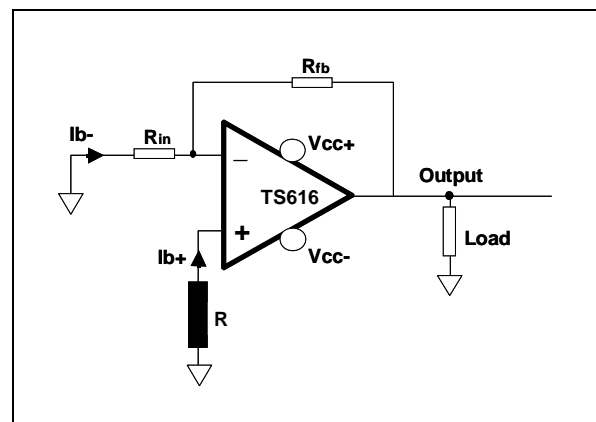 Rfb
Ib-
Rin
Vcc+
−
TS616
Output
+
Load
Ib+
Vcc-
R